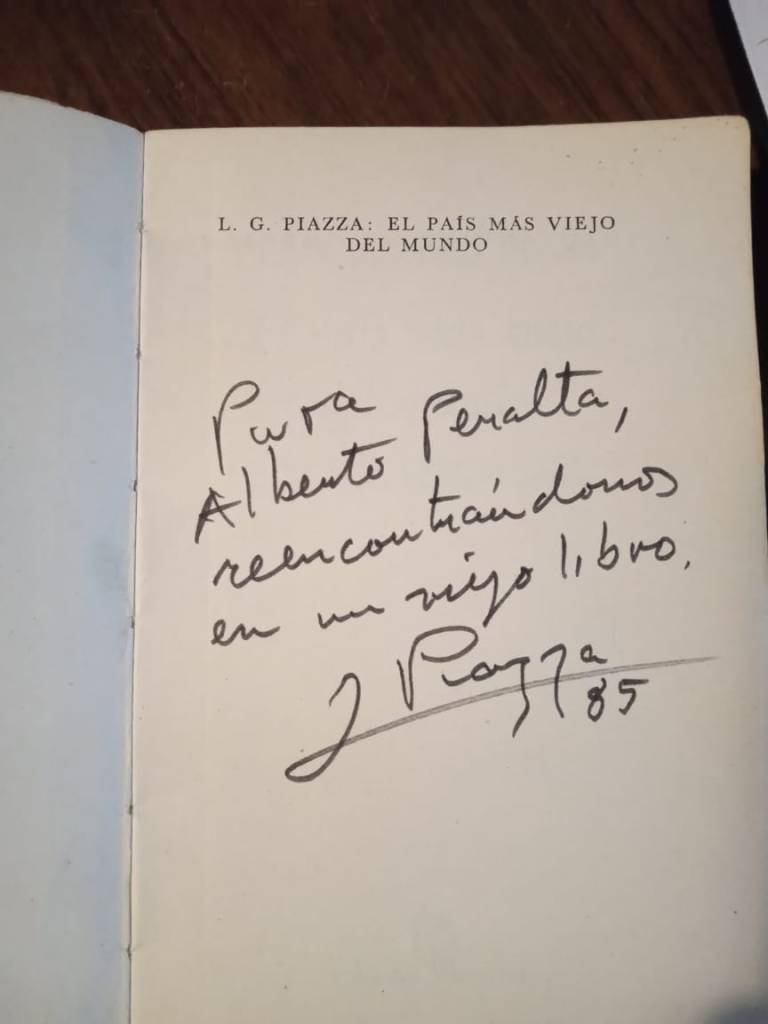 L. G. PIAZZA: EL PAÍS MÁS VIEJO
DEL MUNDO
Para
Alberto Peralta,
reencontrándonos
en un viejo libro.
L Piazza
85